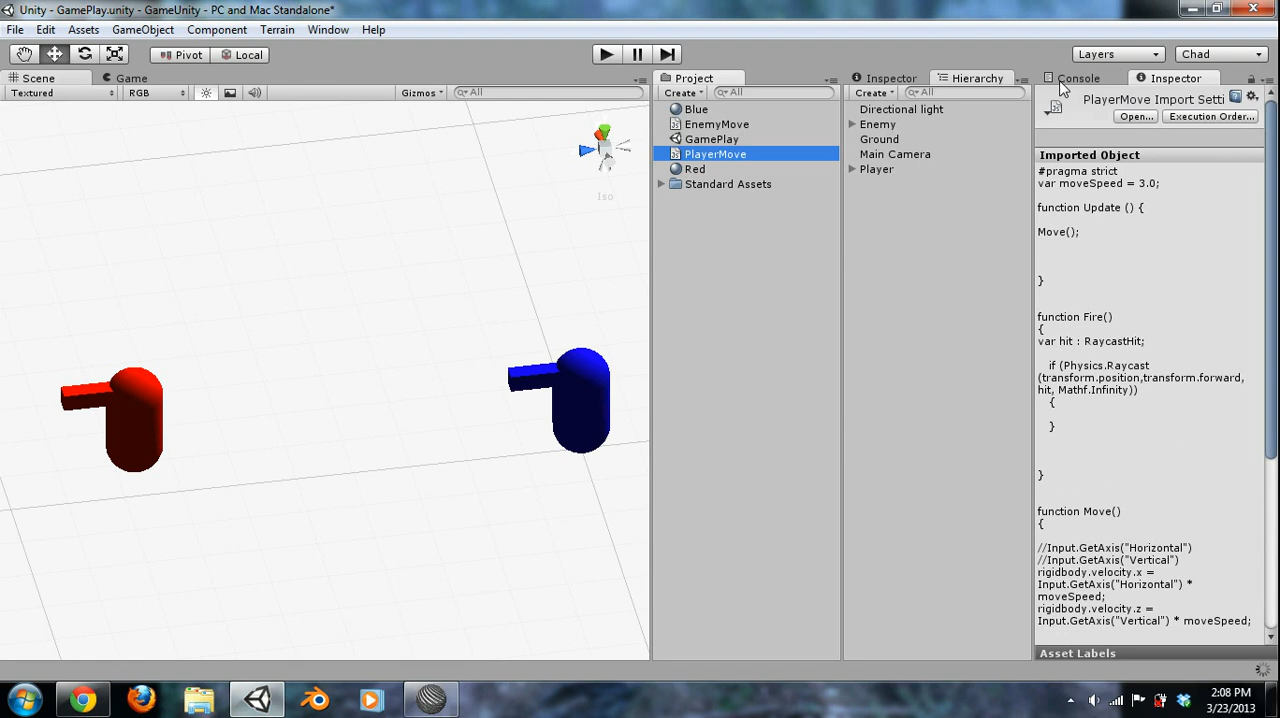 Unity - GamePlay.unity - GameUnity - PC and Mac Standalone*
File Edit Assets GameObject Component Terrain Window Help
Pivot Local Layers Chad
Scene Game Project Inspector Hierarchy Console Inspector
Textured RGB Gizmos All Create All Create All
PlayerMove Import Setti
Open... Execution Order...
Blue
EnemyMove
GamePlay
PlayerMove
Red
Standard Assets
Directional light
Enemy
Ground
Main Camera
Player
Iso
Imported Object
#pragma strict
var moveSpeed = 3.0;
function Update () {
Move();
}
function Fire()
{
var hit : RaycastHit;
if (Physics.Raycast
(transform.position,transform.forward,
hit, Mathf.Infinity))
{
}
}
function Move()
{
//Input.GetAxis("Horizontal")
//Input.GetAxis("Vertical")
rigidbody.velocity.x =
Input.GetAxis("Horizontal") *
moveSpeed;
rigidbody.velocity.z =
Input.GetAxis("Vertical") * moveSpeed;
Asset Labels
2:08 PM
3/23/2013